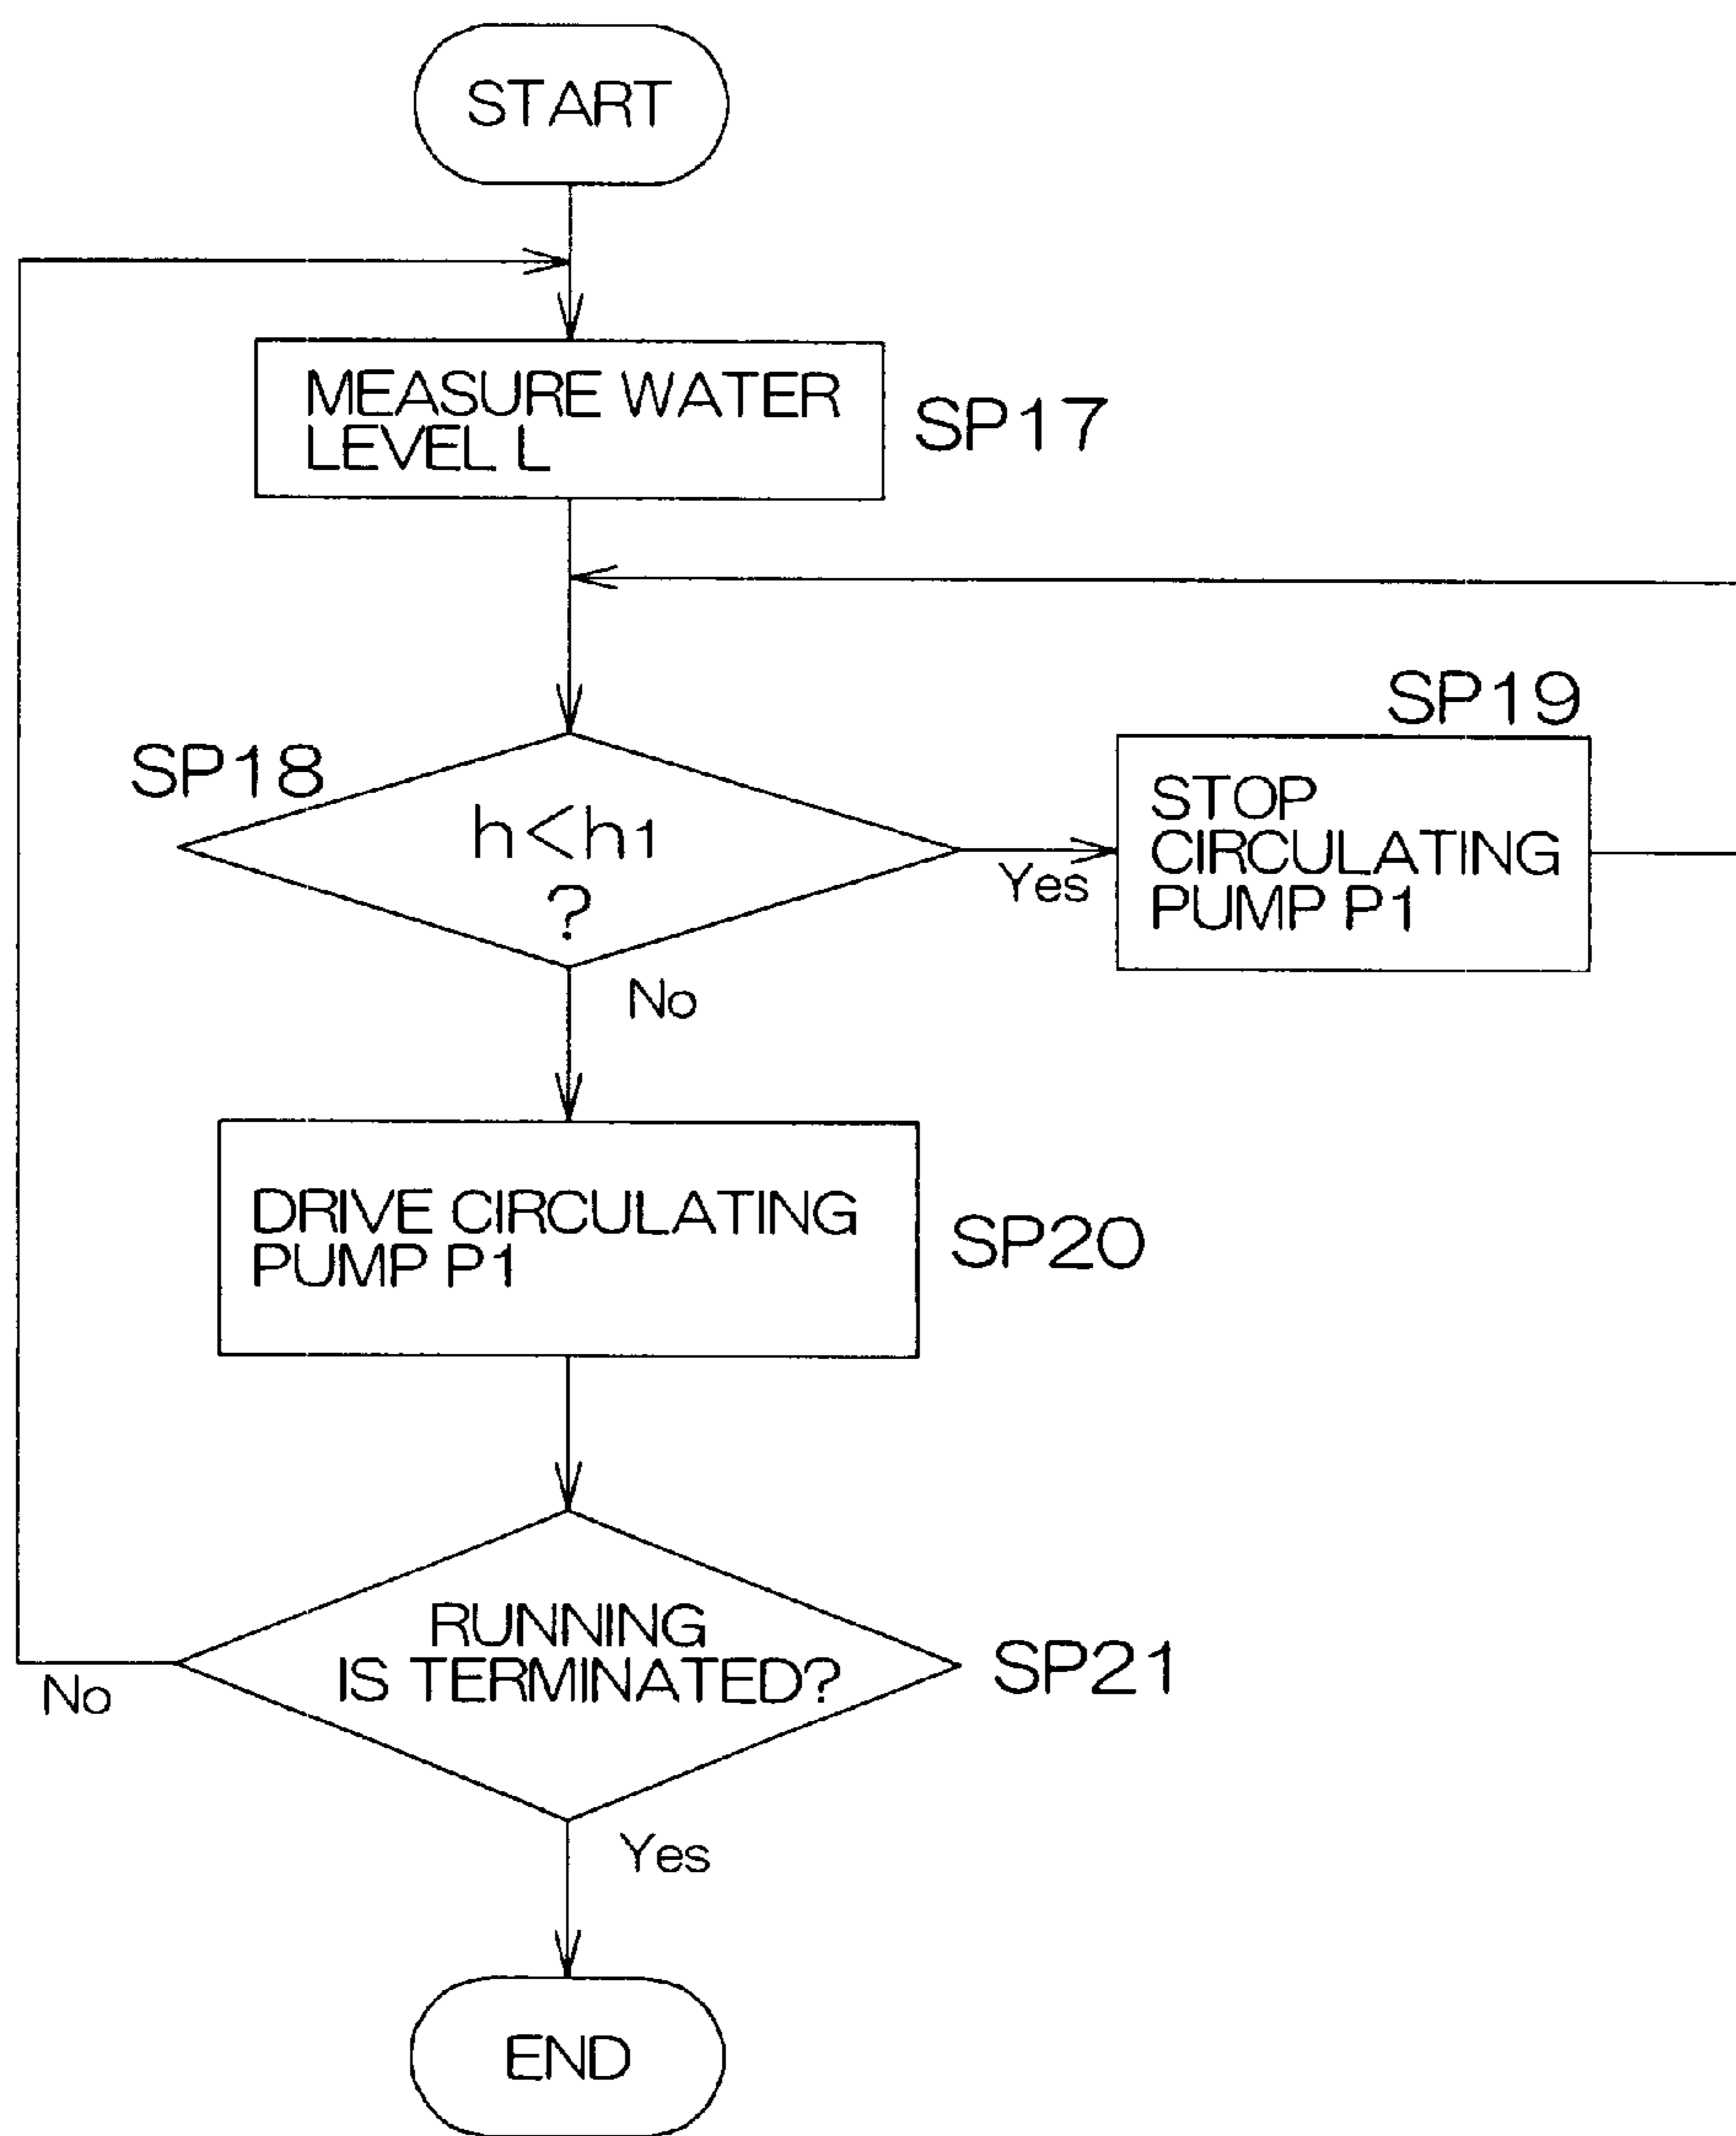 START
MEASURE WATER
LEVEL L
SP17
SP19
SP18
h<h1
?
Yes
STOP
CIRCULATING
PUMP P1
No
DRIVE CIRCULATING
PUMP P1
SP20
RUNNING
IS TERMINATED?
SP21
No
Yes
END